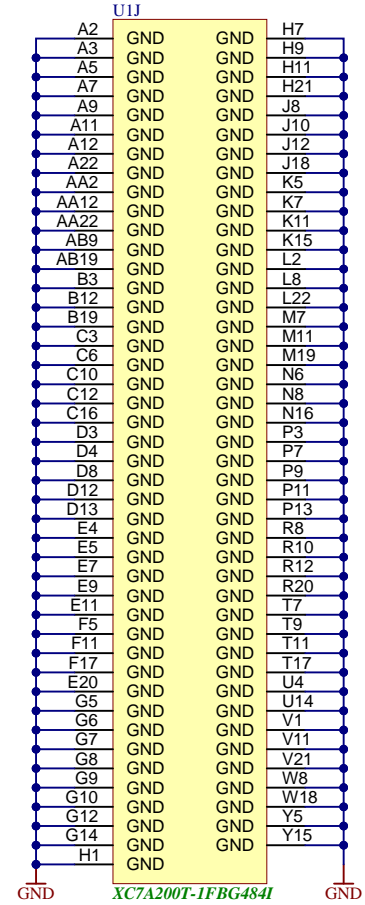 U1J
A2 GND GND H7
A3 GND GND H9
A5 GND GND H11
A7 GND GND H21
A9 GND GND J8
A11 GND GND J10
A12 GND GND J12
A22 GND GND J18
AA2 GND GND K5
AA12 GND GND K7
AA22 GND GND K11
AB9 GND GND K15
AB19 GND GND L2
B3 GND GND L8
B12 GND GND L22
B19 GND GND M7
C3 GND GND M11
C6 GND GND M19
C10 GND GND N6
C12 GND GND N8
C16 GND GND N16
D3 GND GND P3
D4 GND GND P7
D8 GND GND P9
D12 GND GND P11
D13 GND GND P13
E4 GND GND R8
E5 GND GND R10
E7 GND GND R12
E9 GND GND R20
E11 GND GND T7
F5 GND GND T9
F11 GND GND T11
F17 GND GND T17
E20 GND GND U4
G5 GND GND U14
G6 GND GND V1
G7 GND GND V11
G8 GND GND V21
G9 GND GND W8
G10 GND GND W18
G12 GND GND Y5
G14 GND GND Y15
H1 GND
GND XC7A200T-1FBG484I GND